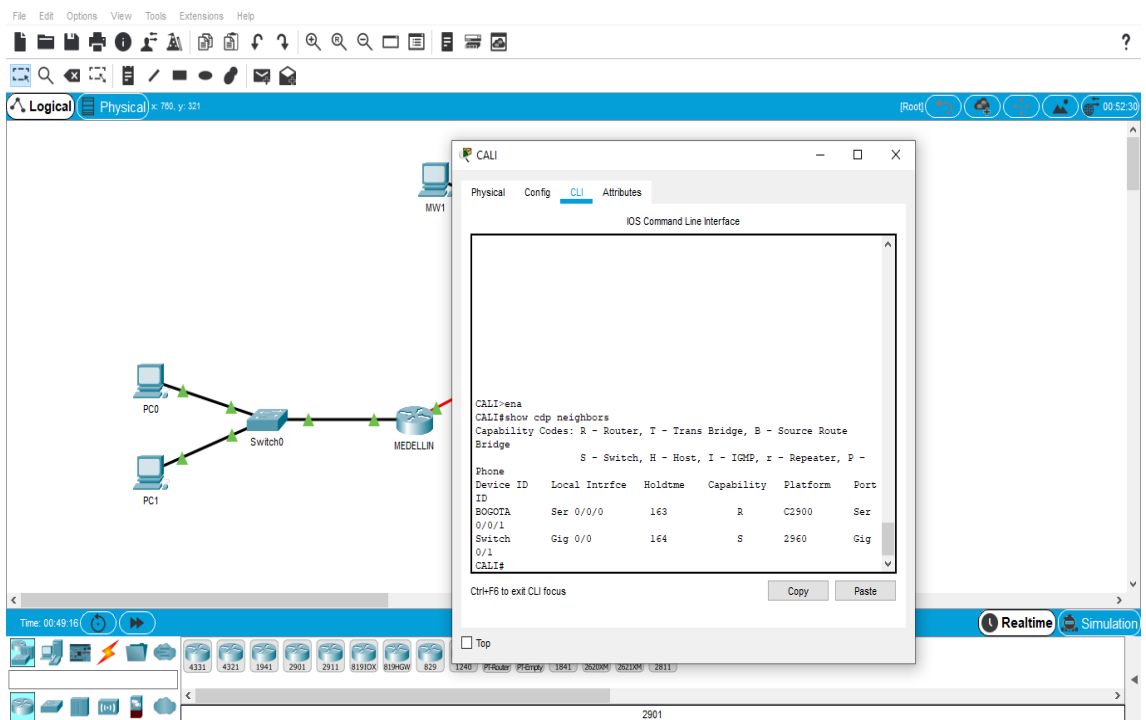 File Edit Options View Tools Extensions Help
?
Logical Physical x: 760, y: 321 [Root] 00:52:30
CALI
Physical Config CLI Attributes
IOS Command Line Interface
CALI>ena
CALI#show cdp neighbors
Capability Codes: R - Router, T - Trans Bridge, B - Source Route
Bridge
S - Switch, H - Host, I - IGMP, r - Repeater, P -
Phone
Device ID Local Intrfce Holdtme Capability Platform Port
ID
BOGOTA Ser 0/0/0 163 R C2900 Ser
0/0/1
Switch Gig 0/0 164 S 2960 Gig
0/1
CALI#
Ctrl+F6 to exit CLI focus Copy Paste
Top
MW1
PC0
Switch0
MEDELLIN
PC1
Time: 00:49:16 Realtime Simulation
4331 4321 1941 2901 2911 819IOX 819HGW 829 1240 PT-Router PT-Empty 1841 2620XM 2621XM 2811
2901